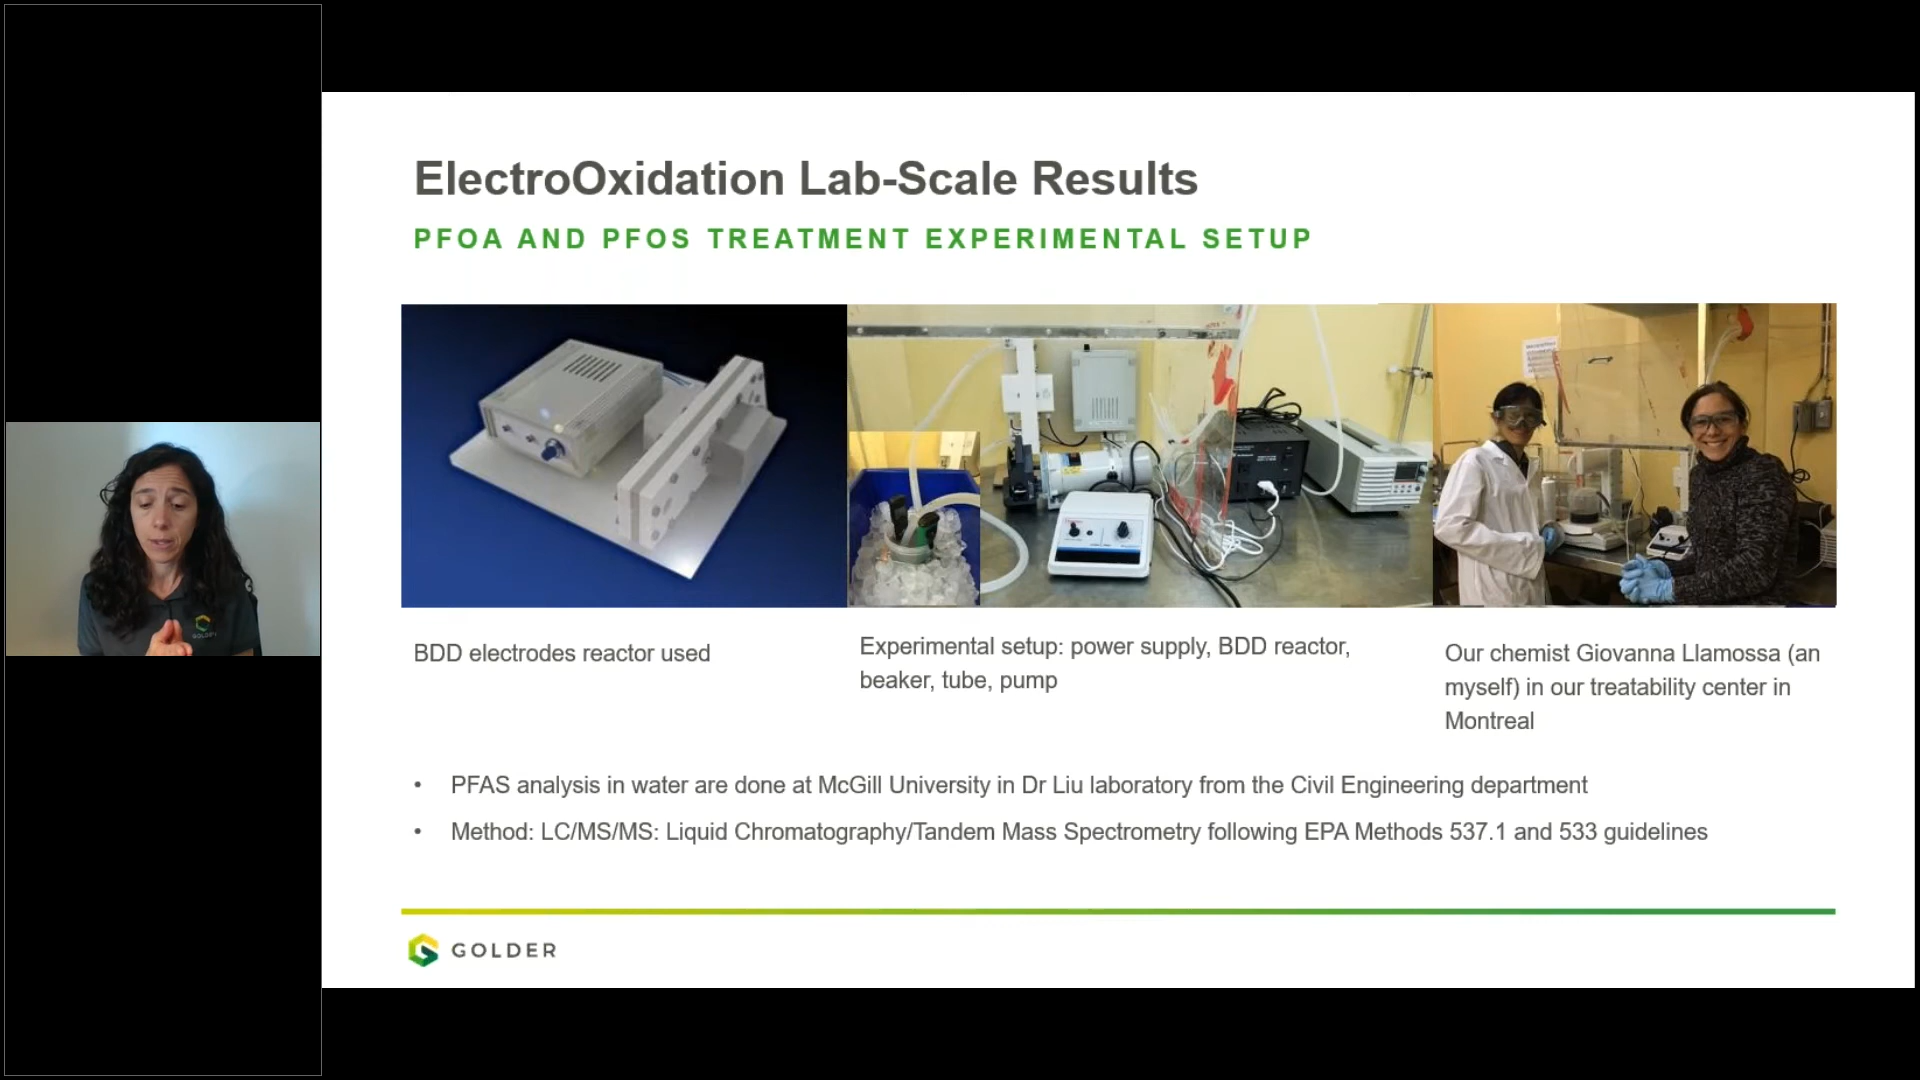 ElectroOxidation Lab-Scale Results
PFOA AND PFOS TREATMENT EXPERIMENTAL SETUP
BDD electrodes reactor used
Experimental setup: power supply, BDD reactor,
beaker, tube, pump
Our chemist Giovanna Llamossa (an
myself) in our treatability center in
Montreal
• PFAS analysis in water are done at McGill University in Dr Liu laboratory from the Civil Engineering department
• Method: LC/MS/MS: Liquid Chromatography/Tandem Mass Spectrometry following EPA Methods 537.1 and 533 guidelines
GOLDER